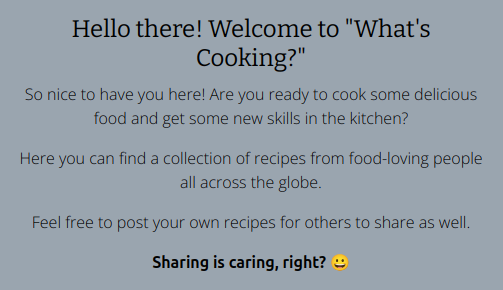 Hello there! Welcome to "What's
Cooking?"
So nice to have you here! Are you ready to cook some delicious
food and get some new skills in the kitchen?
Here you can find a collection of recipes from food-loving people
all across the globe.
Feel free to post your own recipes for others to share as well.
Sharing is caring, right? 😀